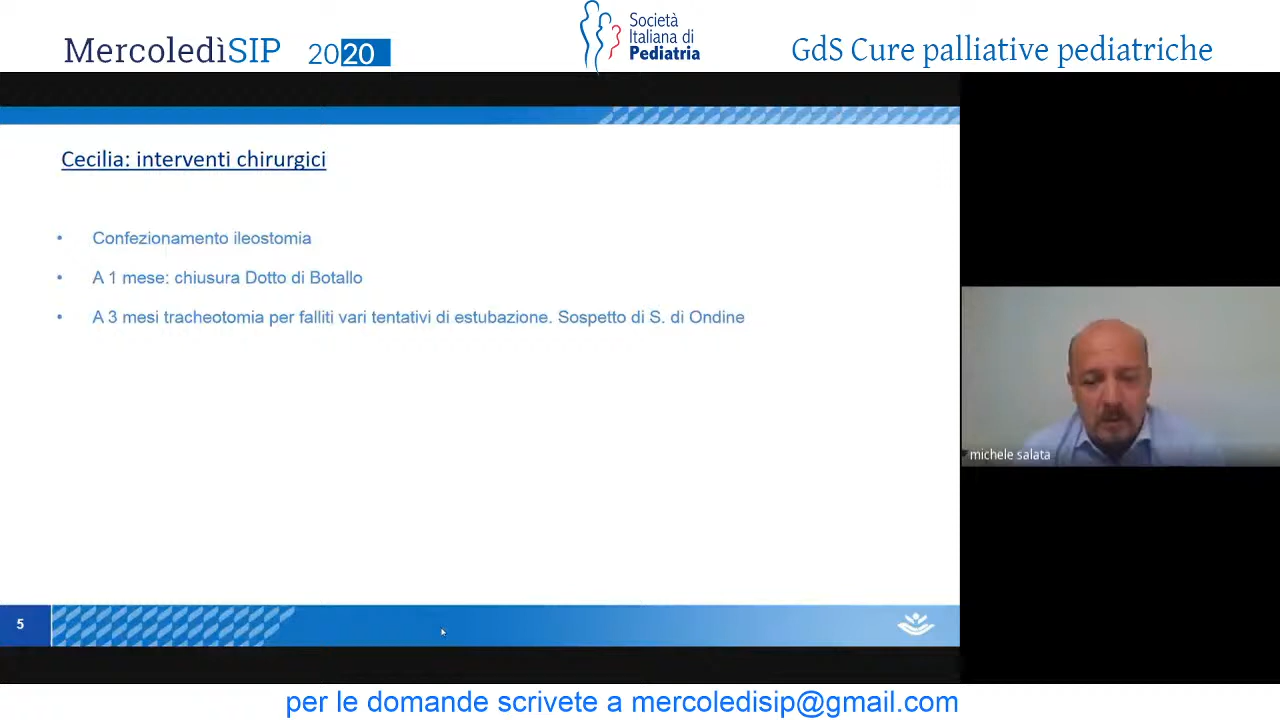 MercoledìSIP 2020
Società
Italiana di
Pediatria
GdS Cure palliative pediatriche
Cecilia: interventi chirurgici
• Confezionamento ileostomia
• A 1 mese: chiusura Dotto di Botallo
• A 3 mesi tracheotomia per falliti vari tentativi di estubazione. Sospetto di S. di Ondine
michele salata
5
per le domande scrivete a mercoledisip@gmail.com